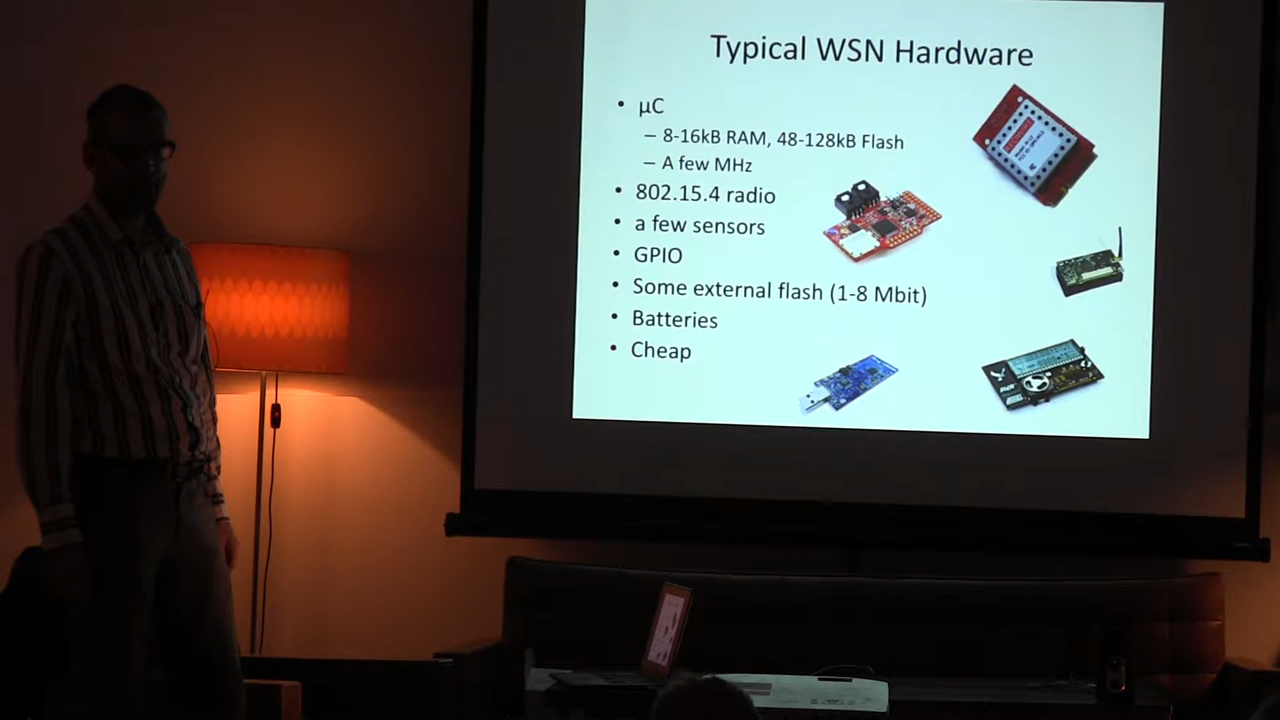 Typical WSN Hardware
• µC
– 8-16kB RAM, 48-128kB Flash
– A few MHz
• 802.15.4 radio
• a few sensors
• GPIO
• Some external flash (1-8 Mbit)
• Batteries
• Cheap